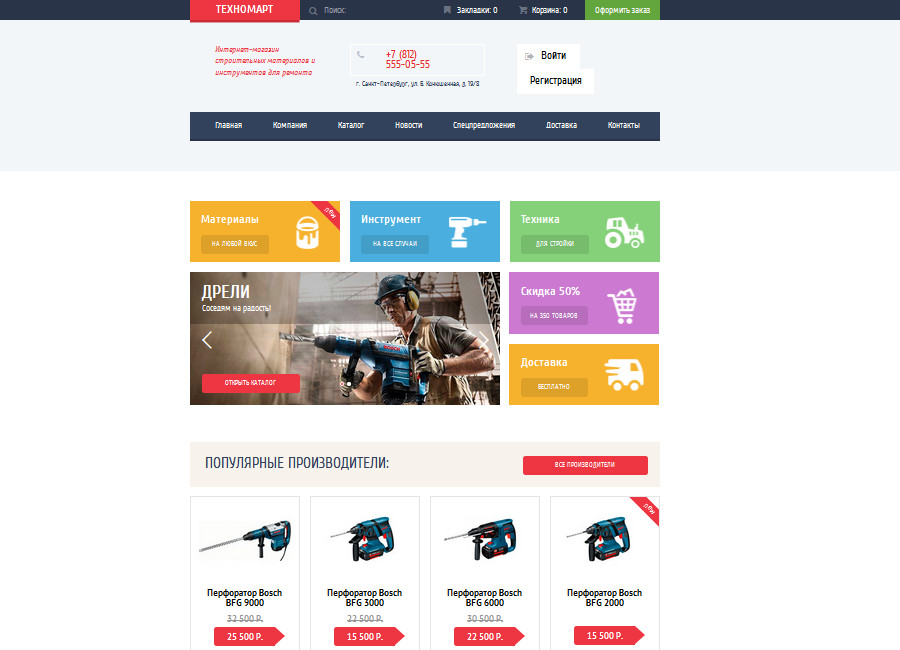 ТЕХНОМАРТ
Поиск:
Закладки: 0
Корзина: 0
Оформить заказ
Интернет-магазин
строительных материалов и
инструментов для ремонта
+7 (812)
555-05-55
г. Санкт-Петербург, ул. Б. Конюшенная, д. 19/8
Войти
Регистрация
Главная
Компания
Каталог
Новости
Спецпредложения
Доставка
Контакты
Материалы
НА ЛЮБОЙ ВКУС
Инструмент
НА ВСЕ СЛУЧАИ
Техника
ДЛЯ СТРОЙКИ
ДРЕЛИ
Соседям на радость!
ОТКРЫТЬ КАТАЛОГ
Скидка 50%
НА 350 ТОВАРОВ
Доставка
БЕСПЛАТНО
ПОПУЛЯРНЫЕ ПРОИЗВОДИТЕЛИ:
ВСЕ ПРОИЗВОДИТЕЛИ
Перфоратор Bosch
BFG 9000
32 500 Р.
25 500 Р.
Перфоратор Bosch
BFG 3000
22 500 Р.
15 500 Р.
Перфоратор Bosch
BFG 6000
30 500 Р.
22 500 Р.
Перфоратор Bosch
BFG 2000
15 500 Р.